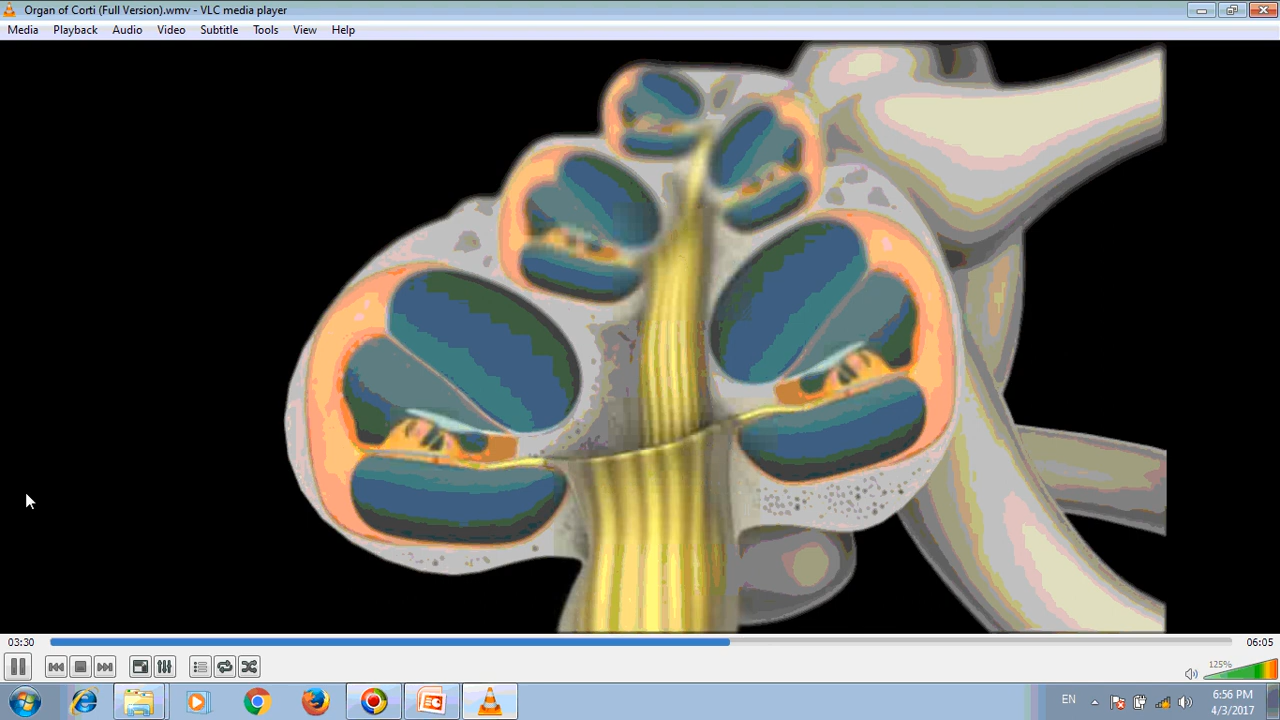 Organ of Corti (Full Version).wmv - VLC media player
Media Playback Audio Video Subtitle Tools View Help
03:30 06:05
125%
EN 6:56 PM
4/3/2017